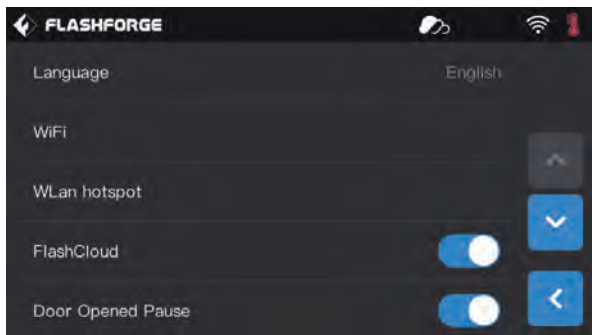 FLASHFORGE
Language English
WiFi
WLan hotspot
FlashCloud
Door Opened Pause